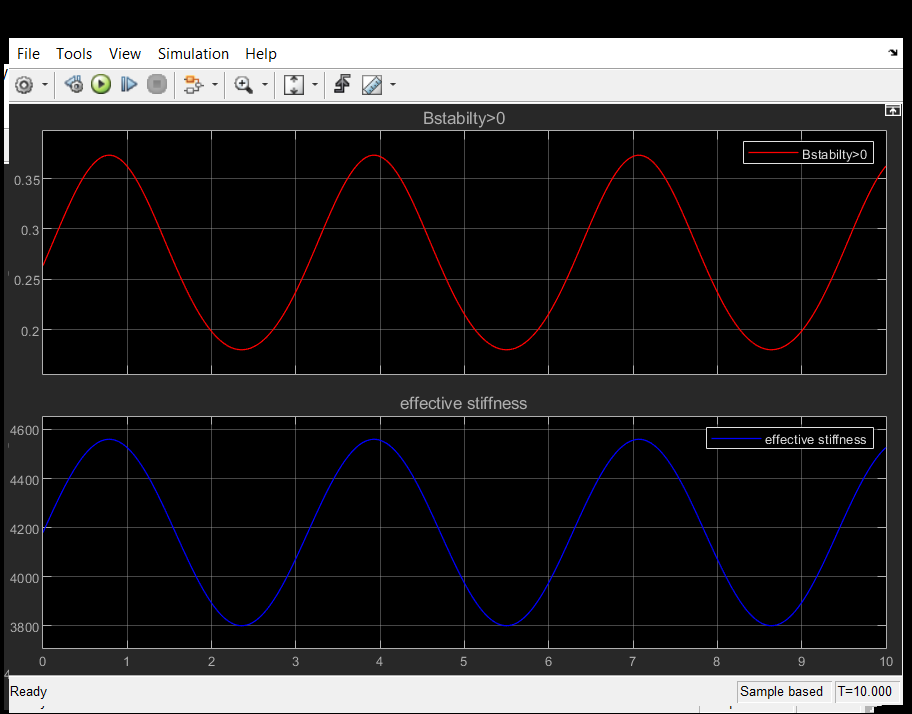 File Tools View Simulation Help
Bstabilty>0
Bstabilty>0
0.35
0.3
0.25
0.2
effective stiffness
effective stiffness
4600
4400
4200
4000
3800
0 1 2 3 4 5 6 7 8 9 10
Ready Sample based T=10.000